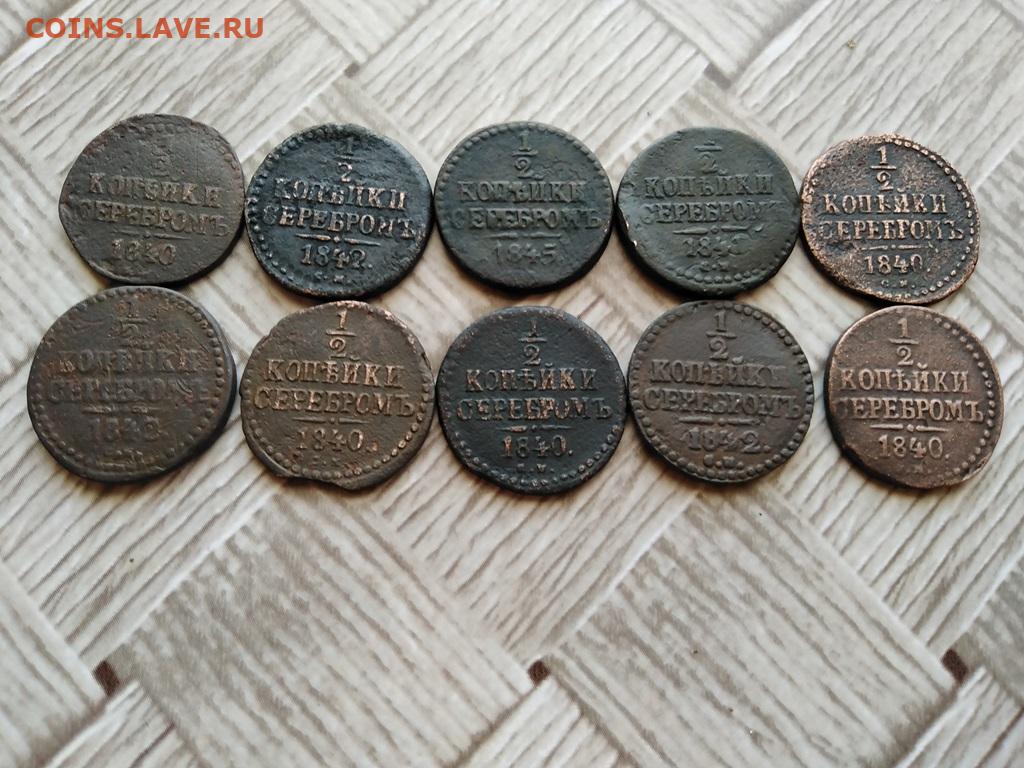 COINS.LAVE.RU
КОПѢЙКИ
СЕРЕБРОМЪ
1840
1
2
КОПѢЙКИ
СЕРЕБРОМЪ
1842.
1
2
КОПѢЙКИ
СЕРЕБРОМЪ
1845.
2
КОПѢЙКИ
СЕРЕБРОМЪ
С.М.
1
2
КОПѢЙКИ
СЕРЕБРОМЪ
1840.
С.М.
1
2
КОПѢЙКИ
СЕРЕБРОМЪ
1
2
КОПѢЙКИ
СЕРЕБРОМЪ
1840.
1
2
КОПѢЙКИ
СЕРЕБРОМЪ
1840.
1
2
КОПѢЙКИ
СЕРЕБРОМЪ
1842.
С.М.
1
2
КОПѢЙКИ
СЕРЕБРОМЪ
1840.